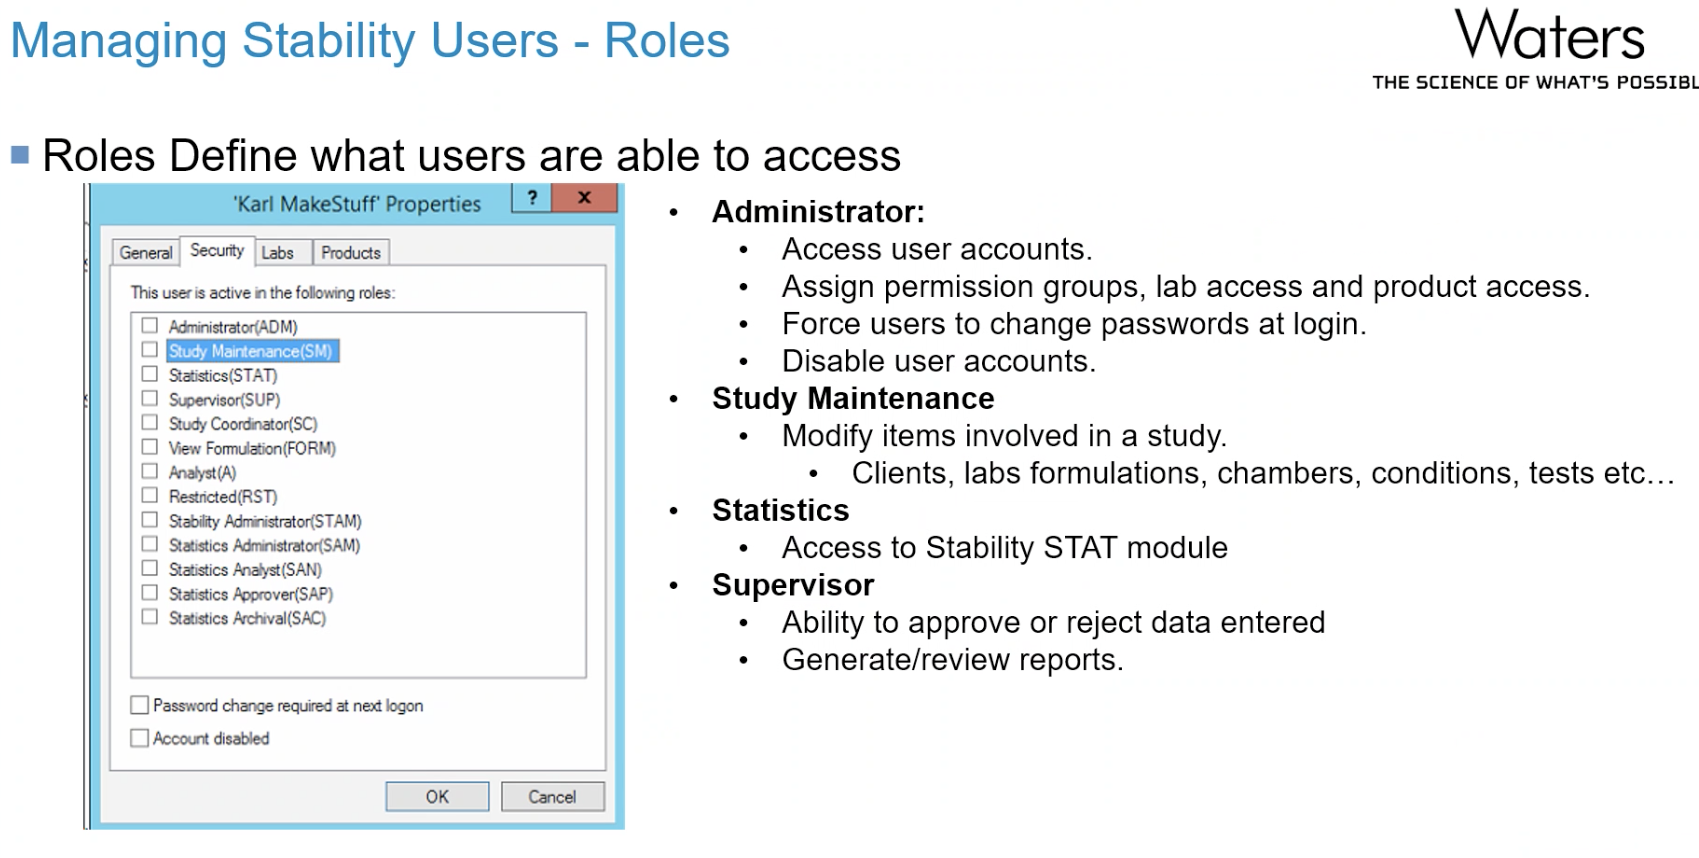 Managing Stability Users - Roles
Waters
THE SCIENCE OF WHAT'S POSSIBL
Roles Define what users are able to access
'Karl MakeStuff' Properties
? x
General Security Labs Products
This user is active in the following roles:
Administrator(ADM)
Study Maintenance(SM)
Statistics(STAT)
Supervisor(SUP)
Study Coordinator(SC)
View Formulation(FORM)
Analyst(A)
Restricted(RST)
Stability Administrator(STAM)
Statistics Administrator(SAM)
Statistics Analyst(SAN)
Statistics Approver(SAP)
Statistics Archival(SAC)
Password change required at next logon
Account disabled
OK Cancel
• Administrator:
• Access user accounts.
• Assign permission groups, lab access and product access.
• Force users to change passwords at login.
• Disable user accounts.
• Study Maintenance
• Modify items involved in a study.
• Clients, labs formulations, chambers, conditions, tests etc...
• Statistics
• Access to Stability STAT module
• Supervisor
• Ability to approve or reject data entered
• Generate/review reports.